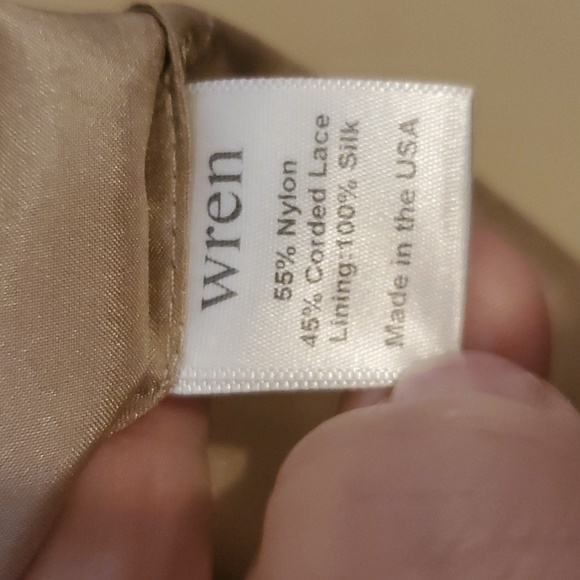 wren
55% Nylon
45% Corded Lace
Lining:100% Silk
Made in the USA